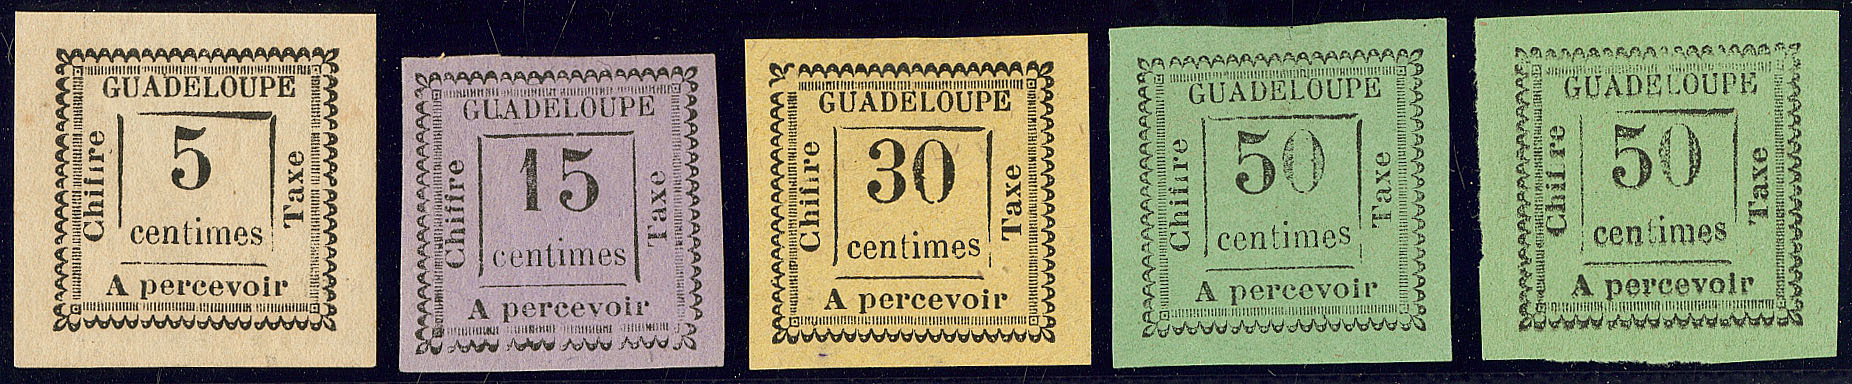 GUADELOUPE
Chiffre
5
centimes
Taxe
A percevoir
GUADELOUPE
Chiffre
15
centimes
Taxe
A percevoir
GUADELOUPE
Chiffre
30
centimes
Taxe
A percevoir
GUADELOUPE
Chiffre
50
centimes
Taxe
A percevoir
GUADELOUPE
Chiffre
50
centimes
Taxe
A percevoir